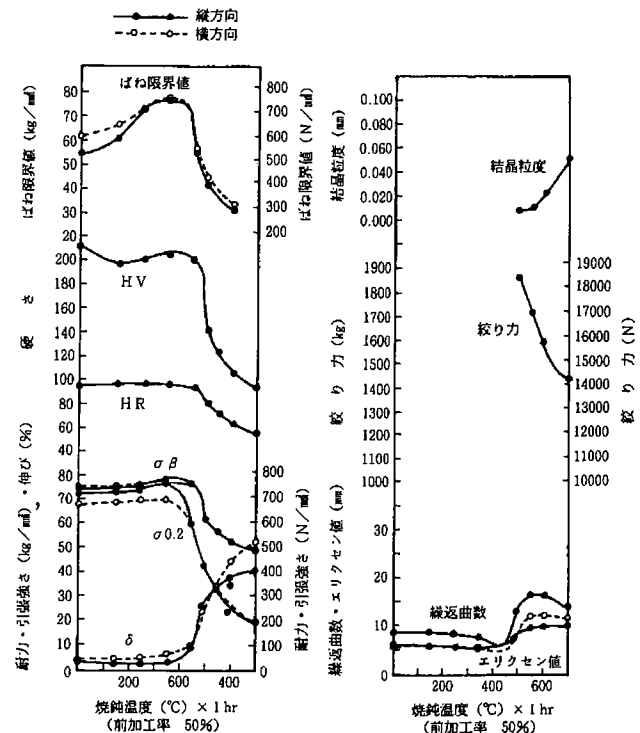 縦方向
横方向
ばね限界値
ばね限界値 (kg/㎟)
80
70
60
50
40
30
20
800
700
600
500
400
300
200
ばね限界値 (N/㎟)
HV
硬さ
200
180
160
140
120
100
HR
80
60
耐力・引張強さ (kg/㎟)・伸び (%)
80
70
60
50
40
30
20
10
0
σβ
σ0.2
δ
800
700
600
500
400
300
200
100
0
耐力・引張強さ (N/㎟)
200 600 400
焼鈍温度 (℃) × 1 hr
(前加工率 50%)
結晶粒度 (mm)
0.100
0.080
0.060
0.040
0.020
0.000
結晶粒度
絞り力 (kg)
1900
1800
1700
1600
1500
1400
1300
1200
1100
1000
絞り力
19000
18000
17000
16000
15000
14000
13000
12000
11000
10000
絞り力 (N)
繰返曲数・エリクセン値 (mm)
30
20
10
0
繰返曲数
エリクセン値
200 400 600
焼鈍温度 (℃) × 1 hr
(前加工率 50%)